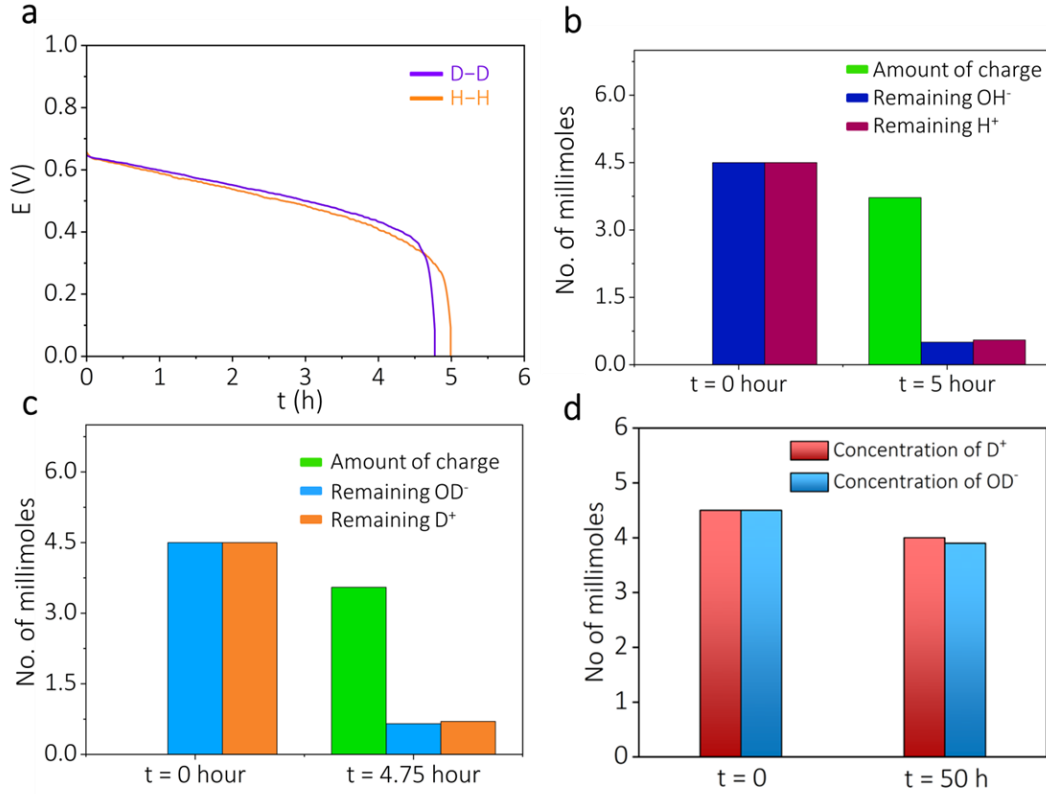 a
1.0
0.8
0.6
0.4
0.2
0.0
E (V)
D–D
H–H
0 1 2 3 4 5 6
t (h)
b
6.0
4.5
3.0
1.5
0.0
No. of millimoles
Amount of charge
Remaining OH⁻
Remaining H⁺
t = 0 hour t = 5 hour
c
6.0
4.5
3.0
1.5
0.0
No. of millimoles
Amount of charge
Remaining OD⁻
Remaining D⁺
t = 0 hour t = 4.75 hour
d
6
5
4
3
2
1
0
No of millimoles
Concentration of D⁺
Concentration of OD⁻
t = 0 t = 50 h